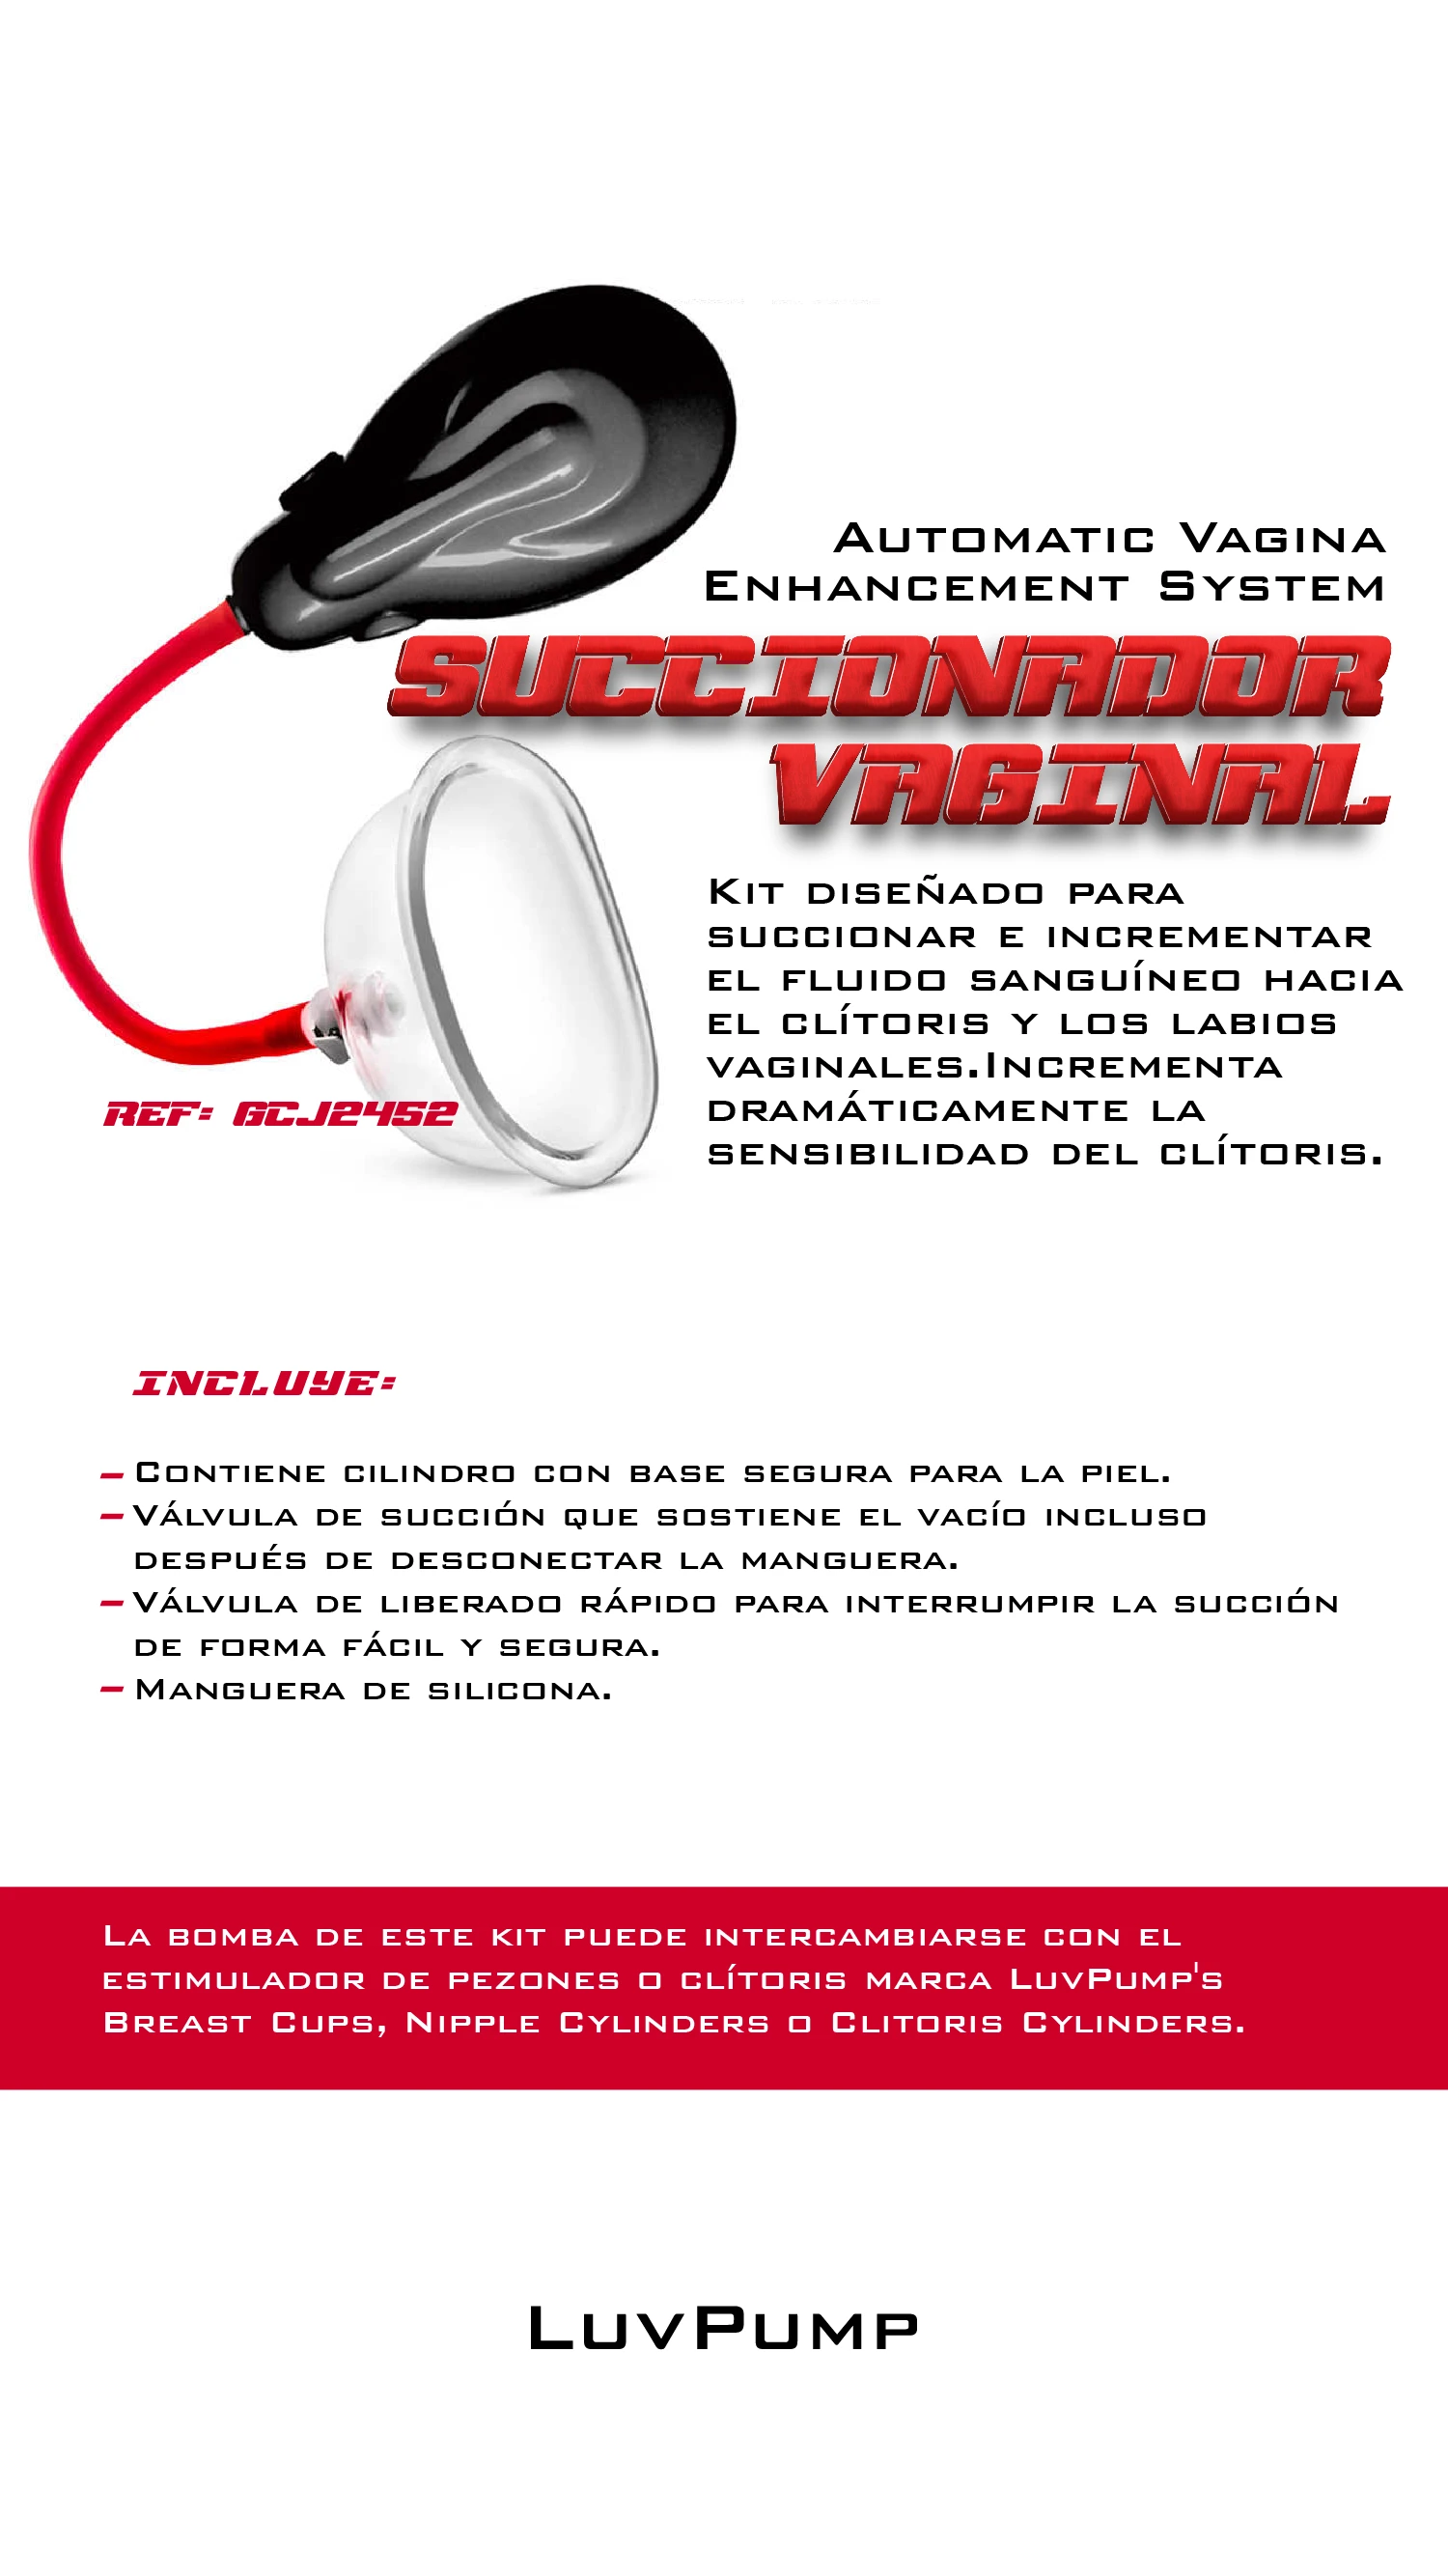 Automatic Vagina
Enhancement System
SUCCIONADOR
VAGINAL
Kit diseñado para
succionar e incrementar
el fluido sanguíneo hacia
el clítoris y los labios
vaginales.Incrementa
dramáticamente la
sensibilidad del clítoris.
REF: GCJ2452
INCLUYE:
– Contiene cilindro con base segura para la piel.
– Válvula de succión que sostiene el vacío incluso
después de desconectar la manguera.
– Válvula de liberado rápido para interrumpir la succión
de forma fácil y segura.
– Manguera de silicona.
La bomba de este kit puede intercambiarse con el
estimulador de pezones o clítoris marca LuvPump's
Breast Cups, Nipple Cylinders o Clitoris Cylinders.
LuvPump